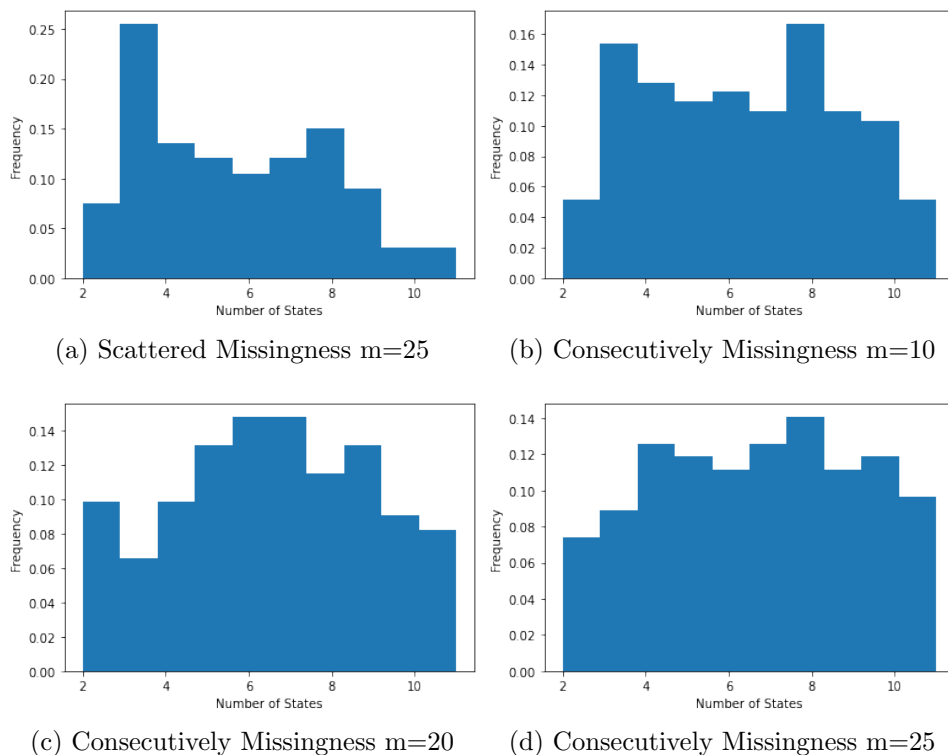 0.25
0.20
0.15
0.10
0.05
0.00
Frequency
2 4 6 8 10
Number of States
(a) Scattered Missingness m=25
0.16
0.14
0.12
0.10
0.08
0.06
0.04
0.02
0.00
Frequency
2 4 6 8 10
Number of States
(b) Consecutively Missingness m=10
0.14
0.12
0.10
0.08
0.06
0.04
0.02
0.00
Frequency
2 4 6 8 10
Number of States
(c) Consecutively Missingness m=20
0.14
0.12
0.10
0.08
0.06
0.04
0.02
0.00
Frequency
2 4 6 8 10
Number of States
(d) Consecutively Missingness m=25